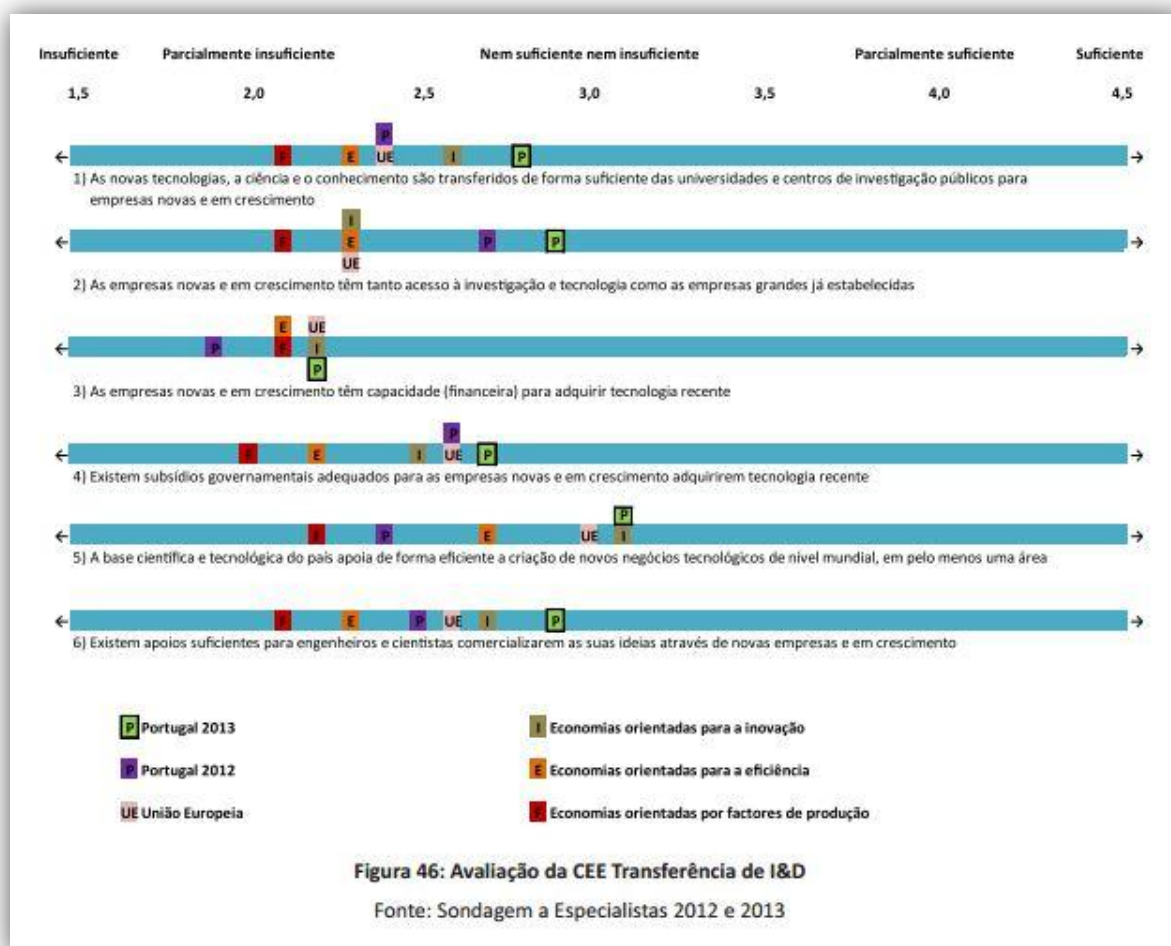 Insuficiente Parcialmente insuficiente Nem suficiente nem insuficiente Parcialmente suficiente Suficiente
1,5 2,0 2,5 3,0 3,5 4,0 4,5
P
← F E UE I P →
1) As novas tecnologias, a ciência e o conhecimento são transferidos de forma suficiente das universidades e centros de investigação públicos para
empresas novas e em crescimento
I
← F E P P →
UE
2) As empresas novas e em crescimento têm tanto acesso à investigação e tecnologia como as empresas grandes já estabelecidas
E UE
← P F I →
P
3) As empresas novas e em crescimento têm capacidade (financeira) para adquirir tecnologia recente
P
← F E I UE P →
4) Existem subsídios governamentais adequados para as empresas novas e em crescimento adquirirem tecnologia recente
P
← F P E UE I →
5) A base científica e tecnológica do país apoia de forma eficiente a criação de novos negócios tecnológicos de nível mundial, em pelo menos uma área
← F E P UE I P →
6) Existem apoios suficientes para engenheiros e cientistas comercializarem as suas ideias através de novas empresas e em crescimento
P Portugal 2013 I Economias orientadas para a inovação
P Portugal 2012 E Economias orientadas para a eficiência
UE União Europeia F Economias orientadas por factores de produção
Figura 46: Avaliação da CEE Transferência de I&D
Fonte: Sondagem a Especialistas 2012 e 2013